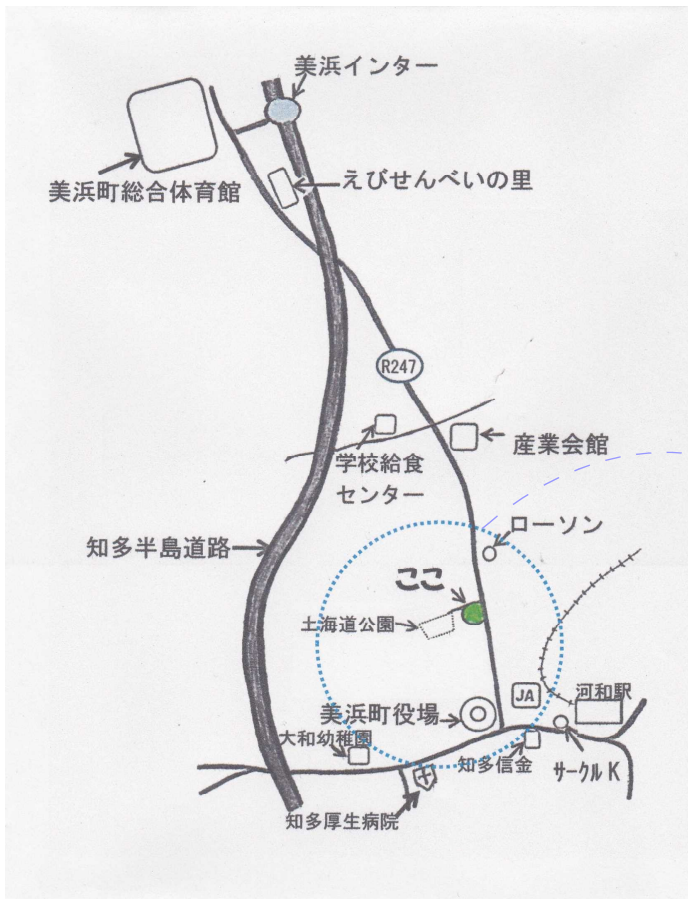 美浜インター
美浜町総合体育館
えびせんべいの里
R247
学校給食
センター
産業会館
知多半島道路
ローソン
ここ
土海道公園
JA
河和駅
美浜町役場
大和幼稚園
知多信金
サークルK
知多厚生病院